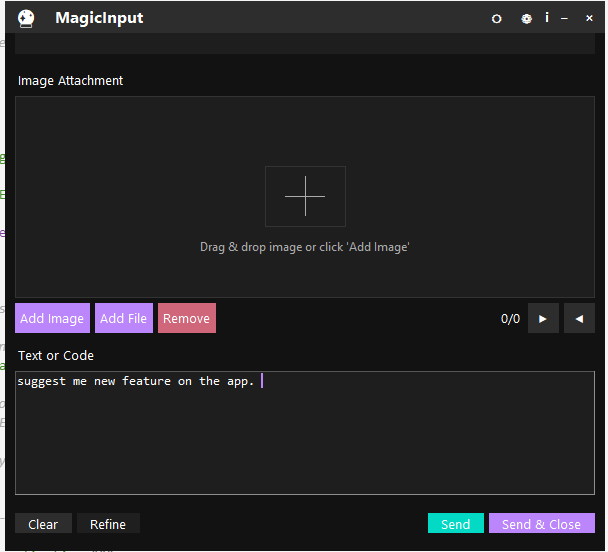 MagicInput
Image Attachment
Drag & drop image or click 'Add Image'
Add Image Add File Remove 0/0
Text or Code
suggest me new feature on the app.
Clear Refine Send Send & Close